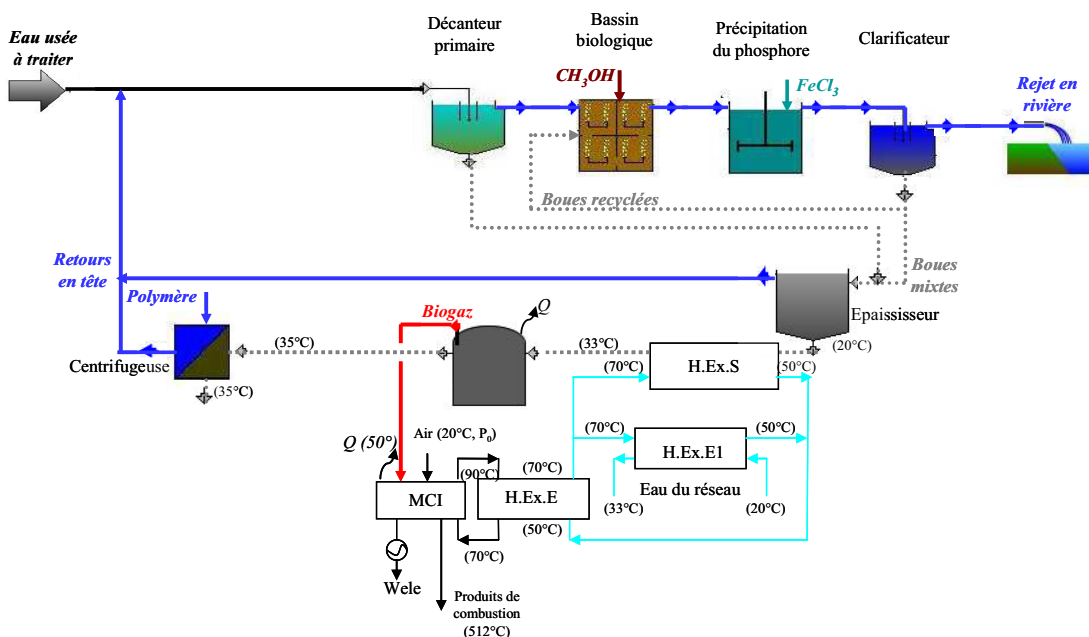 Eau usée
à traiter
Décanteur
primaire
Bassin
biologique
Précipitation
du phosphore
Clarificateur
CH3OH
FeCl3
Rejet en
rivière
Boues recyclées
Retours
en tête
Boues
mixtes
Polymère
Biogaz
Q
Epaississeur
(20°C)
(35°C)
(33°C)
Centrifugeuse
(35°C)
(70°C)
H.Ex.S
(50°C)
Q (50°)
Air (20°C, P0)
(70°C)
H.Ex.E1
(50°C)
(90°C)
(70°C)
Eau du réseau
MCI
H.Ex.E
(33°C)
(20°C)
(50°C)
(70°C)
Wele
Produits de
combustion
(512°C)